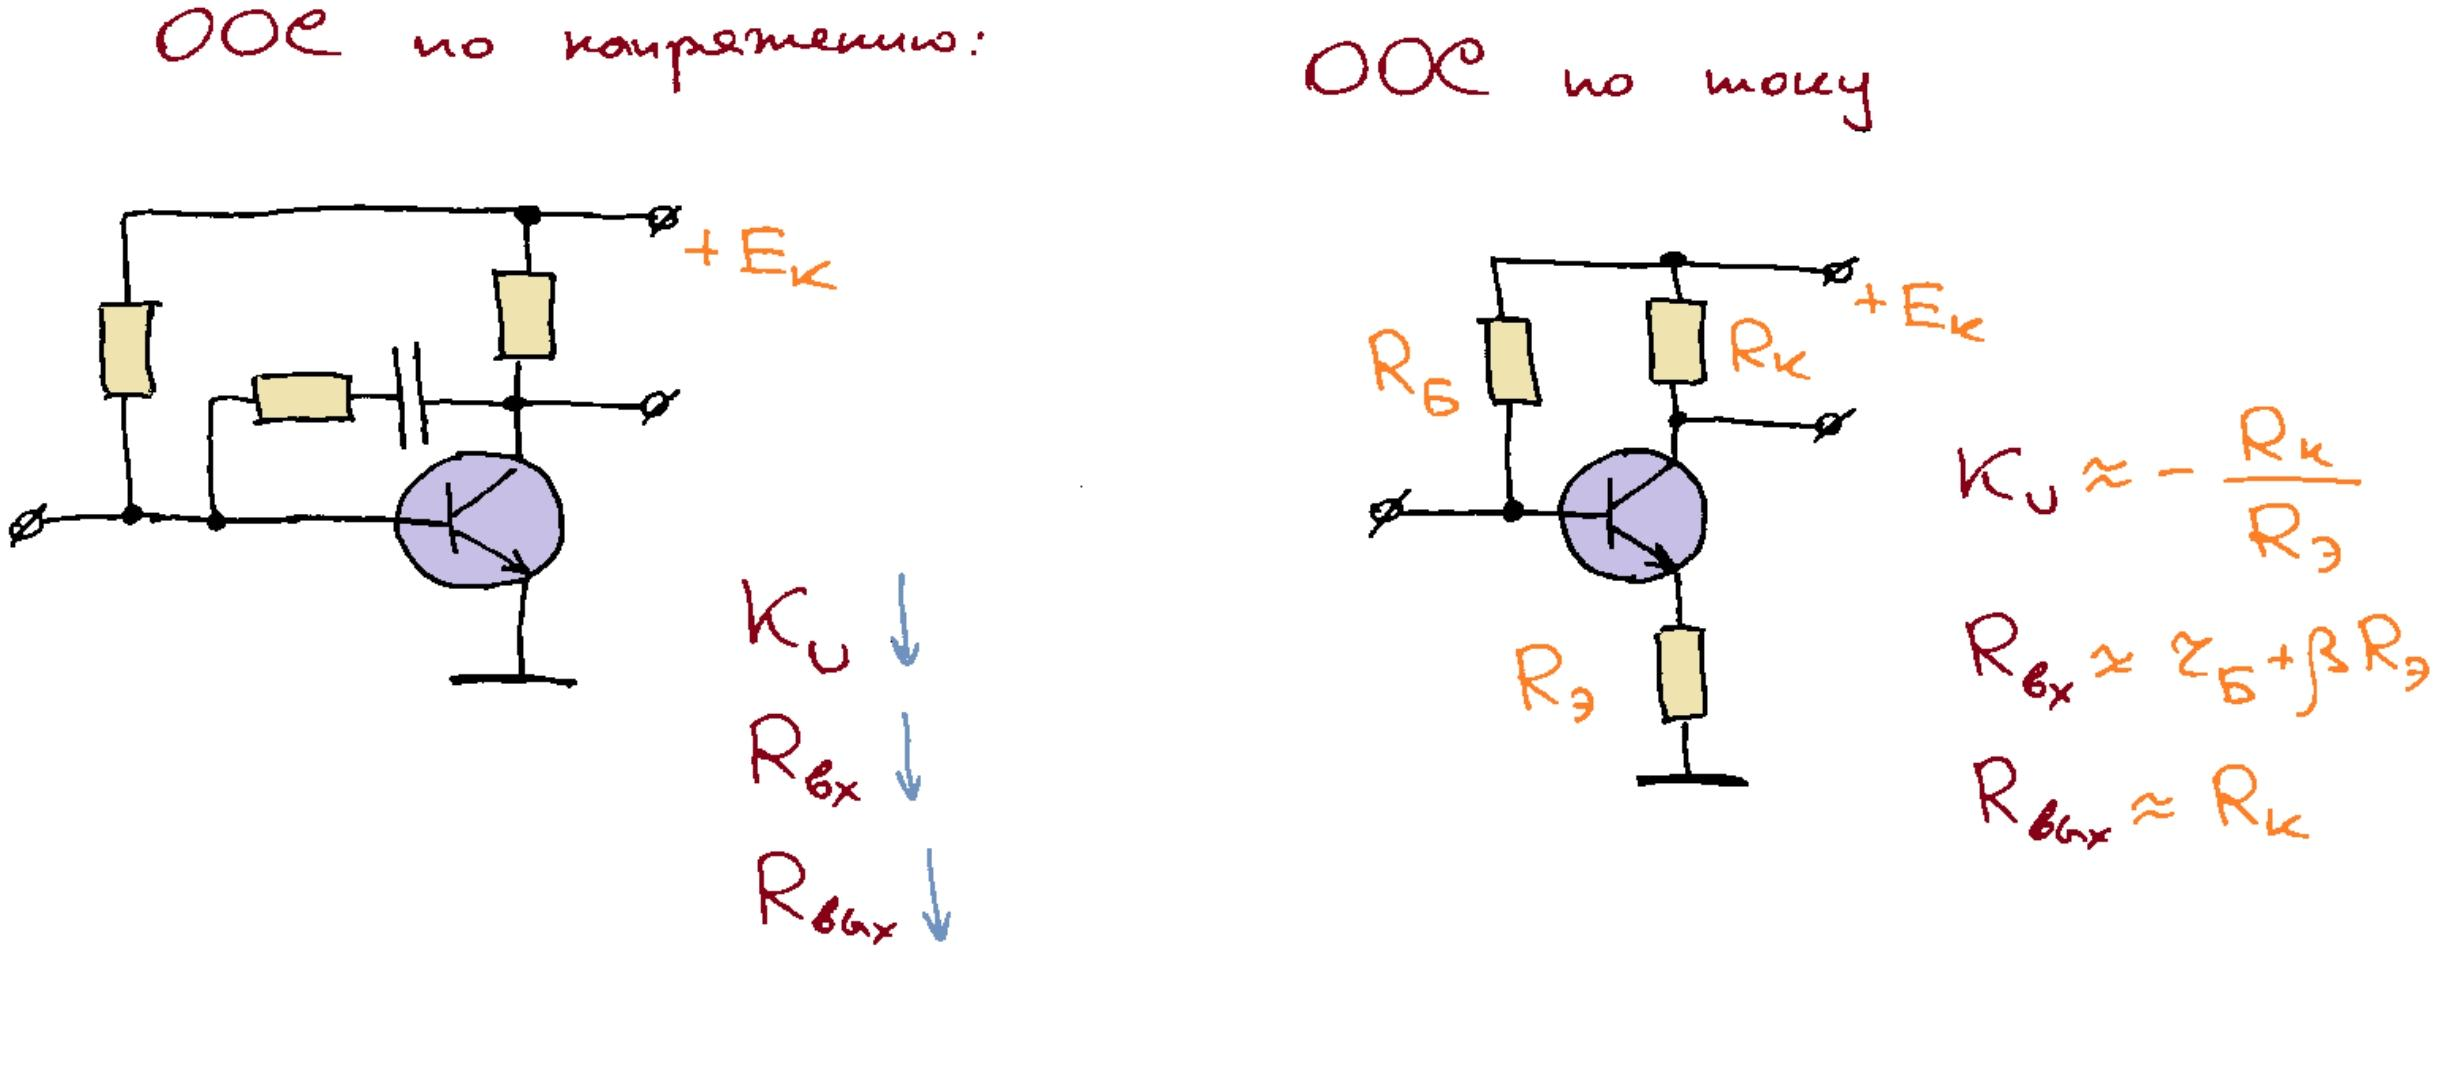 ООС по напряжению:
+ Eк
Ku ↓
Rвх ↓
Rвых ↓
ООС по току
+ Eк
Rк
RБ
RЭ
Ku ≈ - Rк / RЭ
Rвх ≈ rБ + βRЭ
Rвых ≈ Rк